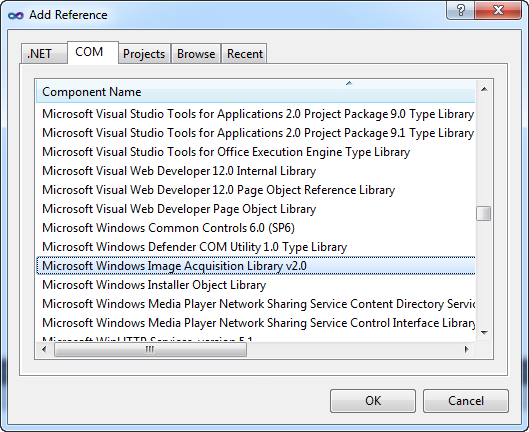 Add Reference
?
.NET COM Projects Browse Recent
Component Name
Microsoft Visual Studio Tools for Applications 2.0 Project Package 9.0 Type Library
Microsoft Visual Studio Tools for Applications 2.0 Project Package 9.1 Type Library
Microsoft Visual Studio Tools for Office Execution Engine Type Library
Microsoft Visual Web Developer 12.0 Internal Library
Microsoft Visual Web Developer 12.0 Page Object Reference Library
Microsoft Visual Web Developer Page Object Library
Microsoft Windows Common Controls 6.0 (SP6)
Microsoft Windows Defender COM Utility 1.0 Type Library
Microsoft Windows Image Acquisition Library v2.0
Microsoft Windows Installer Object Library
Microsoft Windows Media Player Network Sharing Service Content Directory Servic
Microsoft Windows Media Player Network Sharing Service Control Interface Library
Microsoft WinHTTP Services, version 5.1
OK Cancel